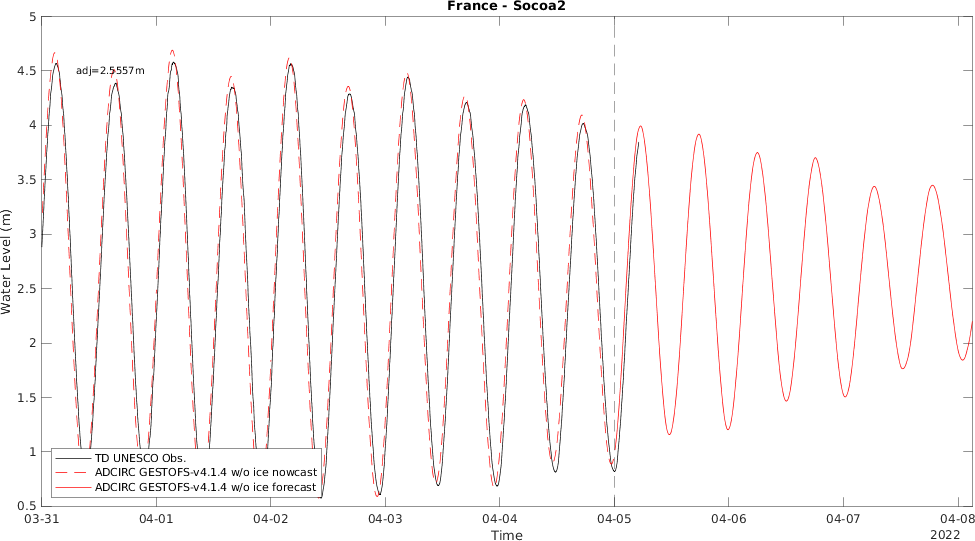 France - Socoa2
5
4.5
4
3.5
3
2.5
2
1.5
1
0.5
Water Level (m)
adj=2.5557m
TD UNESCO Obs.
ADCIRC GESTOFS-v4.1.4 w/o ice nowcast
ADCIRC GESTOFS-v4.1.4 w/o ice forecast
03-31 04-01 04-02 04-03 04-04 04-05 04-06 04-07 04-08
Time
2022